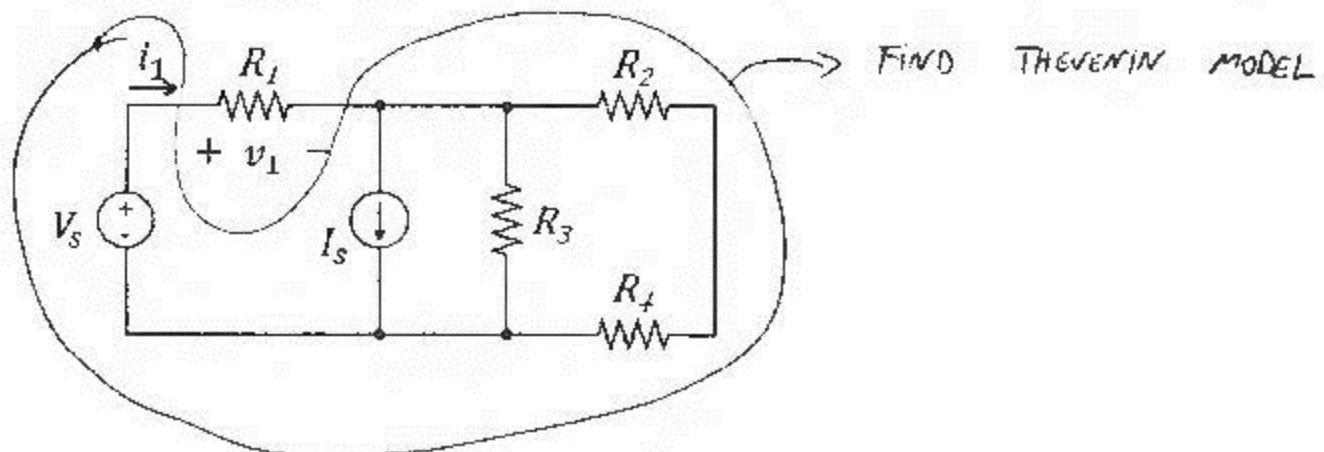 i₁
R₁
R₂
FIND THEVENIN MODEL
+ v₁ −
+
-
Vₛ
Iₛ
R₃
R₄